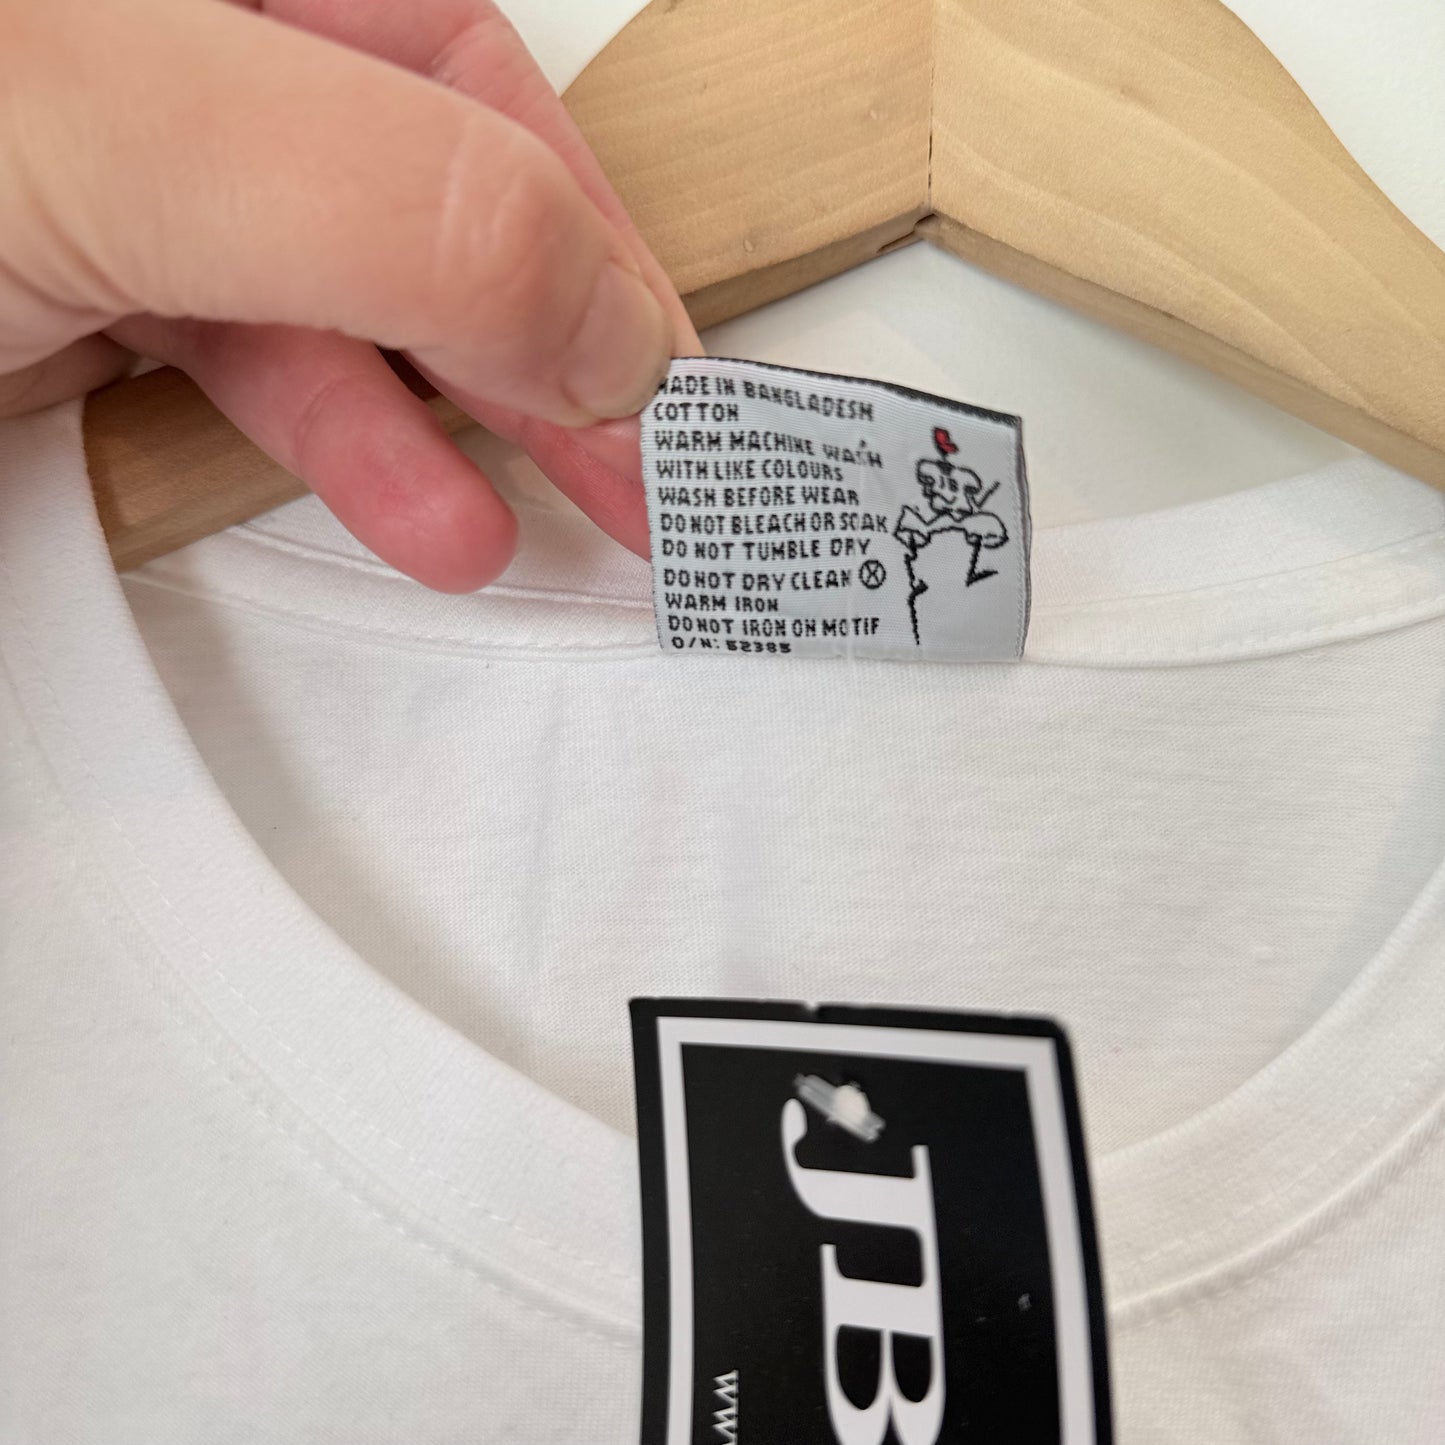 MADE IN BANGLADESH
COTTON
WARM MACHINE WASH
WITH LIKE COLOURS
WASH BEFORE WEAR
DO NOT BLEACH OR SOAK
DO NOT TUMBLE DRY
DO NOT DRY CLEAN
WARM IRON
DO NOT IRON ON MOTIF
O/N: 52385
JB
JB